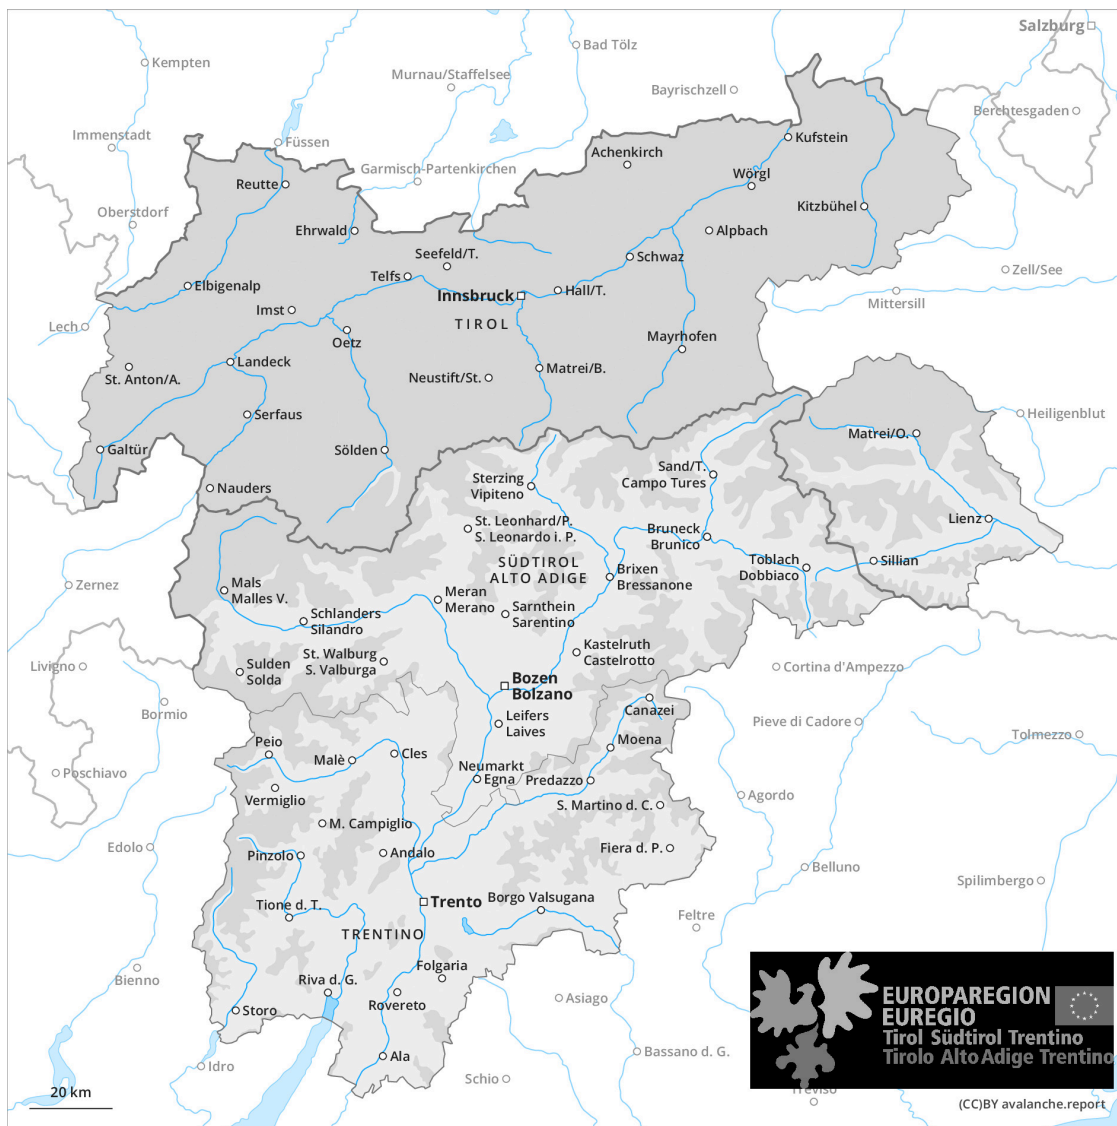 Salzburg
Bad Tölz
Kempten
Murnau/Staffelsee
Bayrischzell
Berchtesgaden
Immenstadt
Füssen
Kufstein
Achenkirch
Garmisch-Partenkirchen
Wörgl
Reutte
Oberstdorf
Kitzbühel
Ehrwald
Alpbach
Seefeld/T.
Schwaz
Telfs
Zell/See
Elbigenalp
Hall/T.
Innsbruck
Mittersill
Imst
TIROL
Lech
Oetz
Mayrhofen
Landeck
Matrei/B.
St. Anton/A.
Neustift/St.
Serfaus
Heiligenblut
Matrei/O.
Galtür
Sölden
Sand/T.
Campo Tures
Sterzing
Vipiteno
Nauders
Lienz
St. Leonhard/P.
S. Leonardo i. P.
Bruneck
Brunico
SÜDTIROL
ALTO ADIGE
Toblach
Dobbiaco
Sillian
Brixen
Bressanone
Zernez
Mals
Malles V.
Meran
Merano
Schlanders
Silandro
Sarnthein
Sarentino
Kastelruth
Castelrotto
St. Walburg
S. Valburga
Livigno
Sulden
Solda
Cortina d'Ampezzo
Bozen
Bolzano
Bormio
Canazei
Leifers
Laives
Pieve di Cadore
Tolmezzo
Moena
Peio
Malè
Cles
Neumarkt
Egna
Predazzo
Poschiavo
Vermiglio
S. Martino d. C.
Agordo
M. Campiglio
Edolo
Pinzolo
Andalo
Fiera d. P.
Belluno
Spilimbergo
Tione d. T.
Trento
Borgo Valsugana
Feltre
TRENTINO
Bienno
Folgaria
Riva d. G.
Rovereto
Asiago
Storo
EUROPAREGION
EUREGIO
Tirol Südtirol Trentino
Tirolo Alto Adige Trentino
Idro
Ala
Bassano d. G.
Schio
Treviso
20 km
(CC)BY avalanche.report